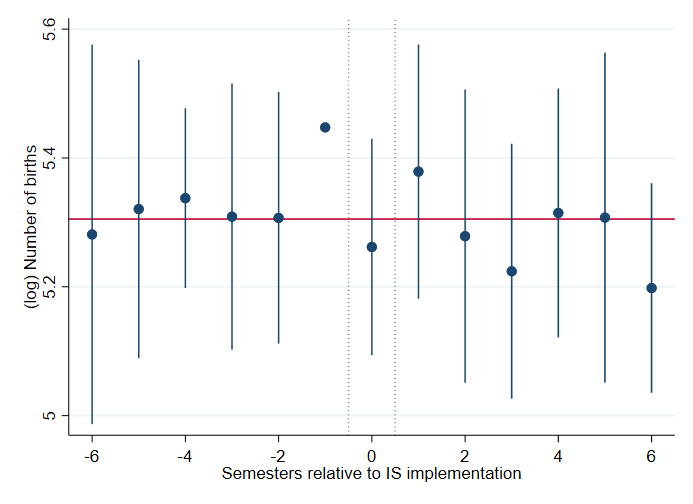 (log) Number of births
5.6
5.4
5.2
5
-6 -4 -2 0 2 4 6
Semesters relative to IS implementation